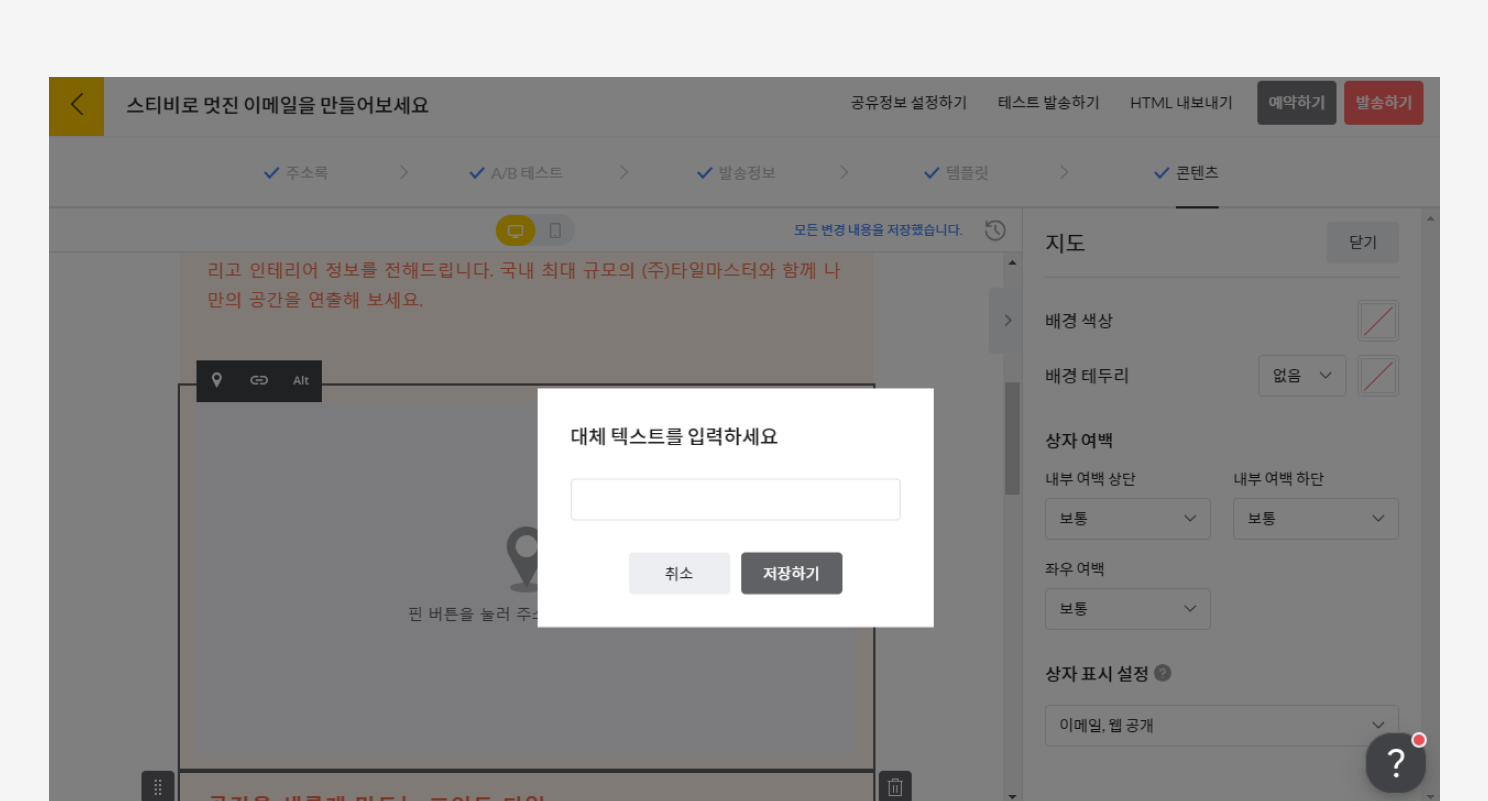 스티비로 멋진 이메일을 만들어보세요
공유정보 설정하기 테스트 발송하기 HTML 내보내기 예약하기 발송하기
주소록 A/B 테스트 발송정보 템플릿 콘텐츠
모든 변경 내용을 저장했습니다.
리고 인테리어 정보를 전해드립니다. 국내 최대 규모의 (주)타일마스터와 함께 나
만의 공간을 연출해 보세요.
Alt
대체 텍스트를 입력하세요
취소 저장하기
핀 버튼을 눌러
지도 닫기
배경 색상
배경 테두리 없음
상자 여백
내부 여백 상단 내부 여백 하단
보통 보통
좌우 여백
보통
상자 표시 설정 ?
이메일, 웹 공개
?